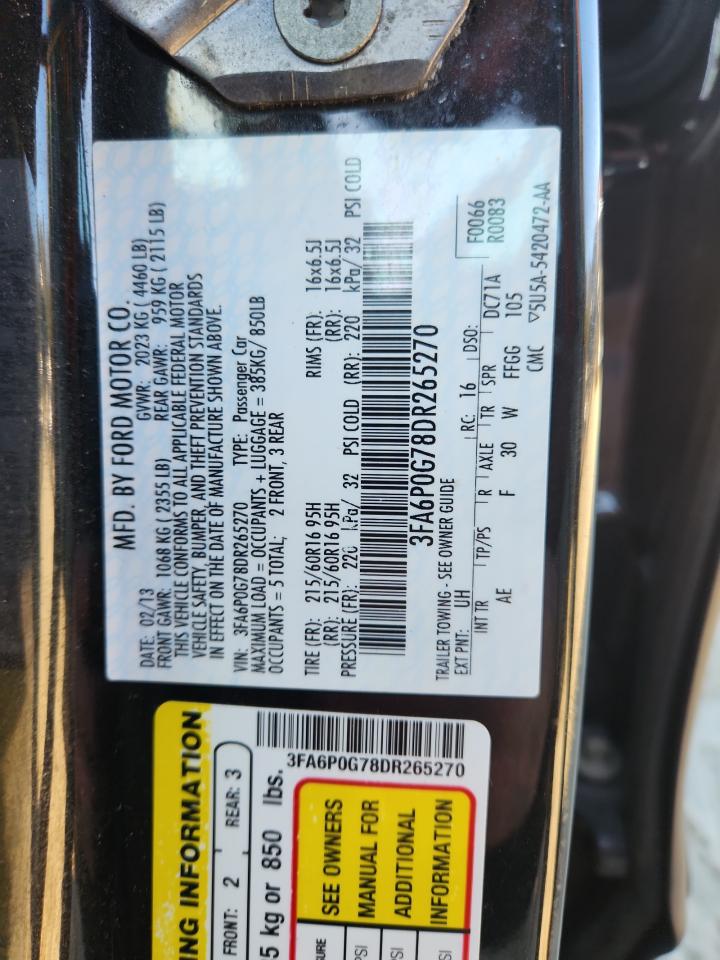 MFD. BY FORD MOTOR CO.
DATE: 02/13 GVWR: 2023 KG ( 4460 LB)
FRONT GAWR: 1068 KG ( 2355 LB) REAR GAWR: 959 KG ( 2115 LB)
THIS VEHICLE CONFORMS TO ALL APPLICABLE FEDERAL MOTOR
VEHICLE SAFETY, BUMPER, AND THEFT PREVENTION STANDARDS
IN EFFECT ON THE DATE OF MANUFACTURE SHOWN ABOVE.
VIN: 3FA6P0G78DR265270 TYPE: Passenger Car
MAXIMUM LOAD = OCCUPANTS + LUGGAGE = 385KG/ 850LB
OCCUPANTS = 5 TOTAL; 2 FRONT, 3 REAR
TIRE (FR): 215/60R16 95H RIMS (FR): 16x6.5J
(RR): 215/60R16 95H (RR): 16x6.5J
PRESSURE (FR): 220 kPa/ 32 PSI COLD (RR): 220 kPa/ 32 PSI COLD
3FA6P0G78DR265270
TRAILER TOWING - SEE OWNER GUIDE
F0066
R0083
EXT PNT: UH RC: 16 DSO:
INT TR TP/PS R AXLE TR SPR DC71A
AE F 30 W FFGG 105
CMC ▽5U5A-5420472-AA
NG INFORMATION
FRONT: 2 REAR: 3
5 kg or 850 lbs.
3FA6P0G78DR265270
SURE
SEE OWNERS
PSI
MANUAL FOR
PSI
ADDITIONAL
SI
INFORMATION